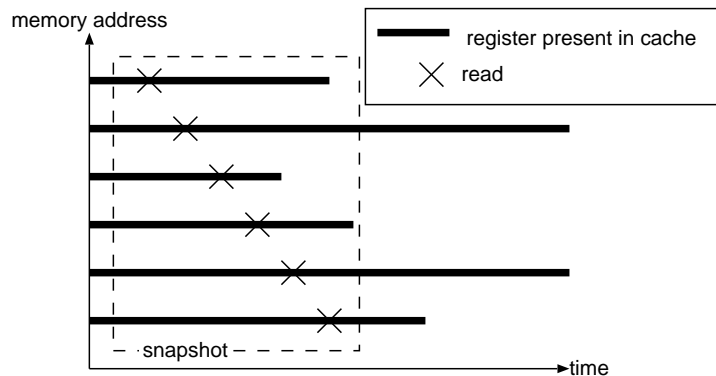 memory address
register present in cache
read
snapshot
time